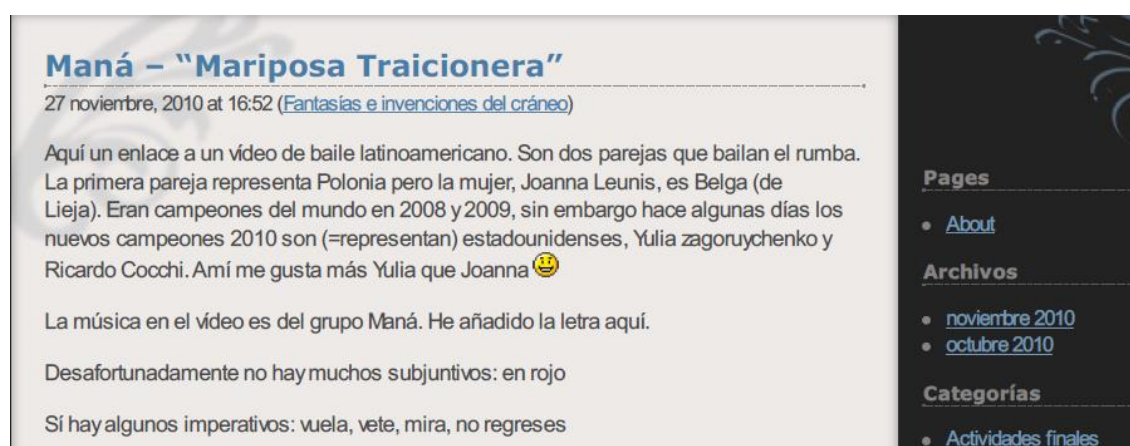 Maná – “Mariposa Traicionera”
27 noviembre, 2010 at 16:52 (Fantasías e invenciones del cráneo)
Aquí un enlace a un vídeo de baile latinoamericano. Son dos parejas que bailan el rumba.
La primera pareja representa Polonia pero la mujer, Joanna Leunis, es Belga (de
Lieja). Eran campeones del mundo en 2008 y 2009, sin embargo hace algunas días los
nuevos campeones 2010 son (=representan) estadounidenses, Yulia zagoruychenko y
Ricardo Cocchi. A mí me gusta más Yulia que Joanna
La música en el vídeo es del grupo Maná. He añadido la letra aquí.
Desafortunadamente no hay muchos subjuntivos: en rojo
Sí hay algunos imperativos: vuela, vete, mira, no regreses
Pages
About
Archivos
noviembre 2010
octubre 2010
Categorías
Actividades finales